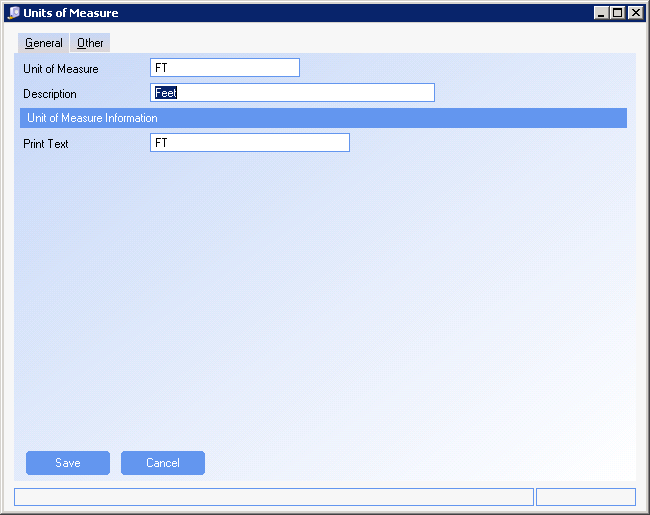 Units of Measure
General Other
Unit of Measure FT
Description Feet
Unit of Measure Information
Print Text FT
Save Cancel